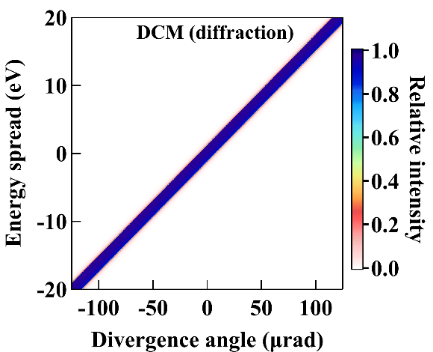 DCM (diffraction)
Energy spread (eV)
20
10
0
-10
-20
-100 -50 0 50 100
Divergence angle (μrad)
1.0
0.8
0.6
0.4
0.2
0.0
Relative intensity